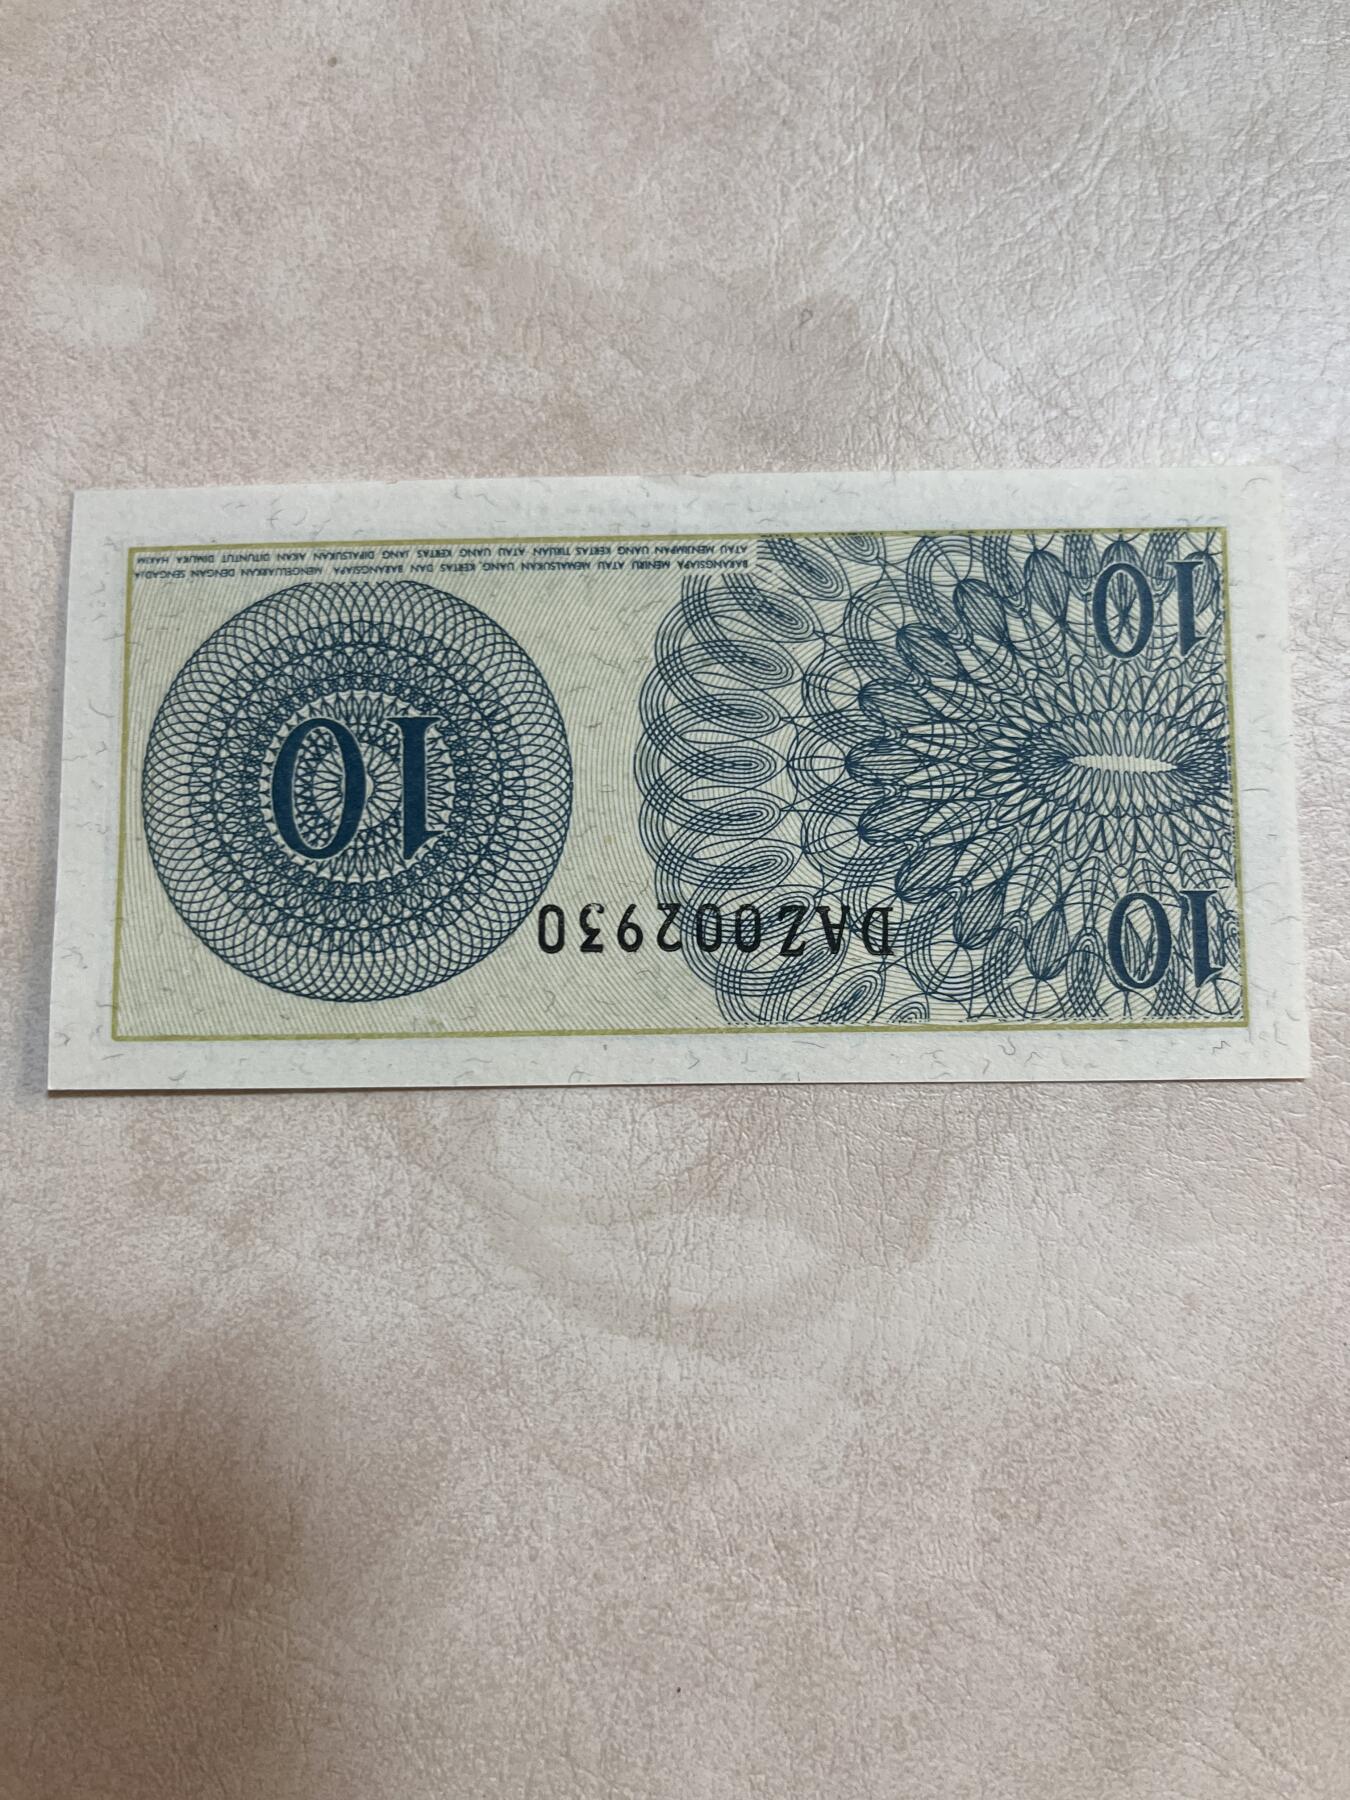 10
DAZ002930
10
10
BARANGSIAPA MENIRU ATAU MEMALSUKAN UANG KERTAS DAN BARANGSIAPA MENGELUARKAN DENGAN SENGADJA
ATAU MENJIMPAN UANG KERTAS TIRUAN ATAU UANG KERTAS JANG DIPALSUKAN AKAN DITUNTUT DIMUKA HAKIM